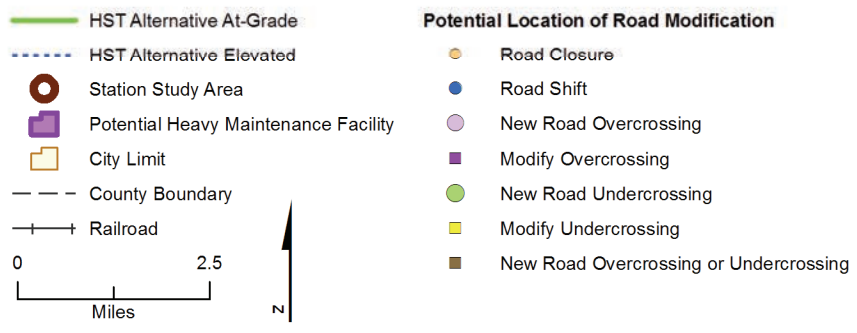 HST Alternative At-Grade
HST Alternative Elevated
Station Study Area
Potential Heavy Maintenance Facility
City Limit
County Boundary
Railroad
0 2.5
Miles
N
Potential Location of Road Modification
Road Closure
Road Shift
New Road Overcrossing
Modify Overcrossing
New Road Undercrossing
Modify Undercrossing
New Road Overcrossing or Undercrossing